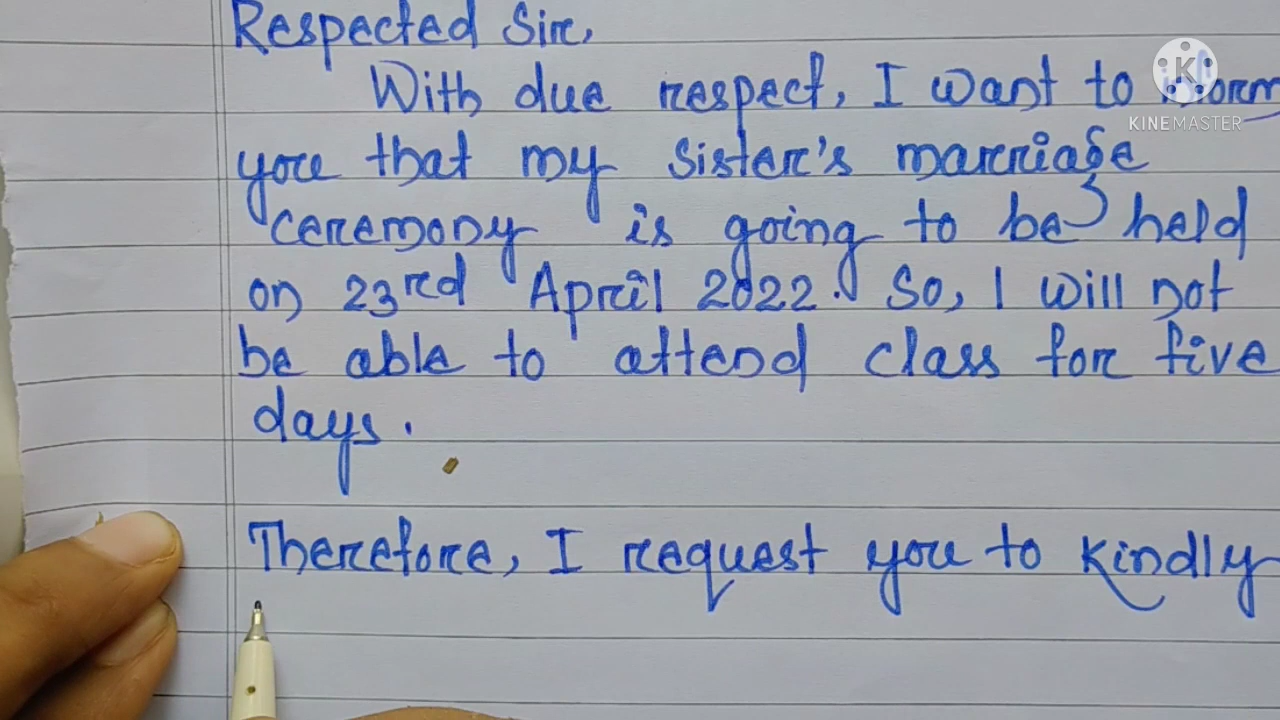 Respected Sir,
With due respect, I want to inform
you that my Sister's marriage
ceremony is going to be held
on 23rd April 2022. So, I will not
be able to attend class for five
days.
Therefore, I request you to kindly
KINEMASTER